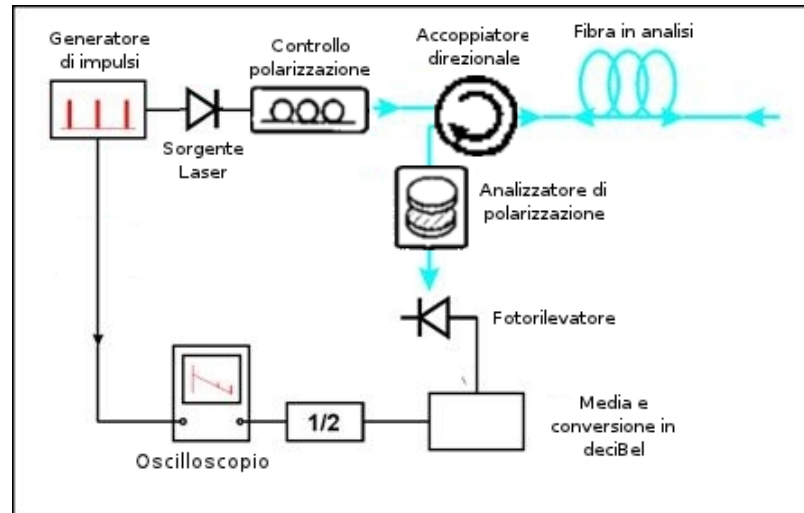 Generatore
di impulsi
Controllo
polarizzazione
Accoppiatore
direzionale
Fibra in analisi
Sorgente
Laser
Analizzatore di
polarizzazione
Fotorilevatore
1/2
Media e
conversione in
deciBel
Oscilloscopio